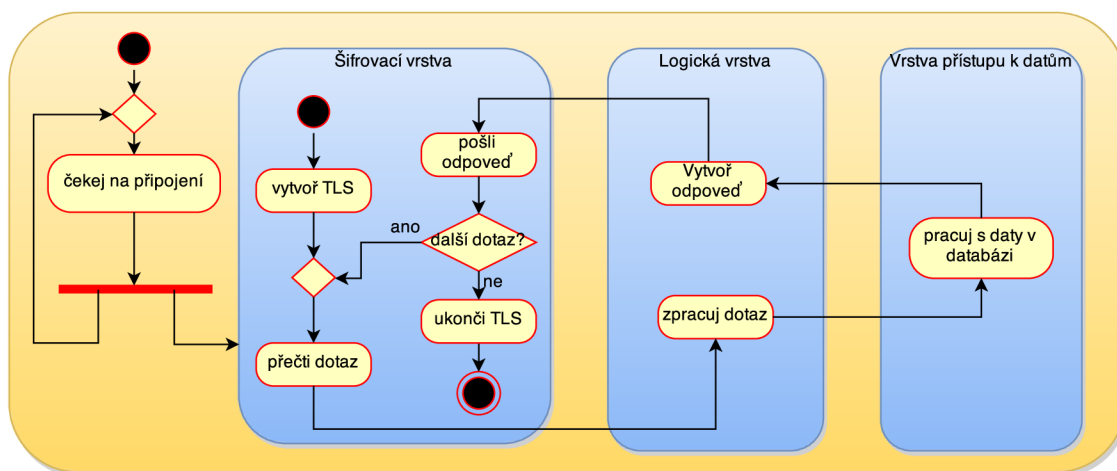 Šifrovací vrstva
Logická vrstva
Vrstva přístupu k datům
čekej na připojení
vytvoř TLS
přečti dotaz
pošli
odpoveď
další dotaz?
ano
ne
ukonči TLS
Vytvoř
odpoveď
zpracuj dotaz
pracuj s daty v
databázi